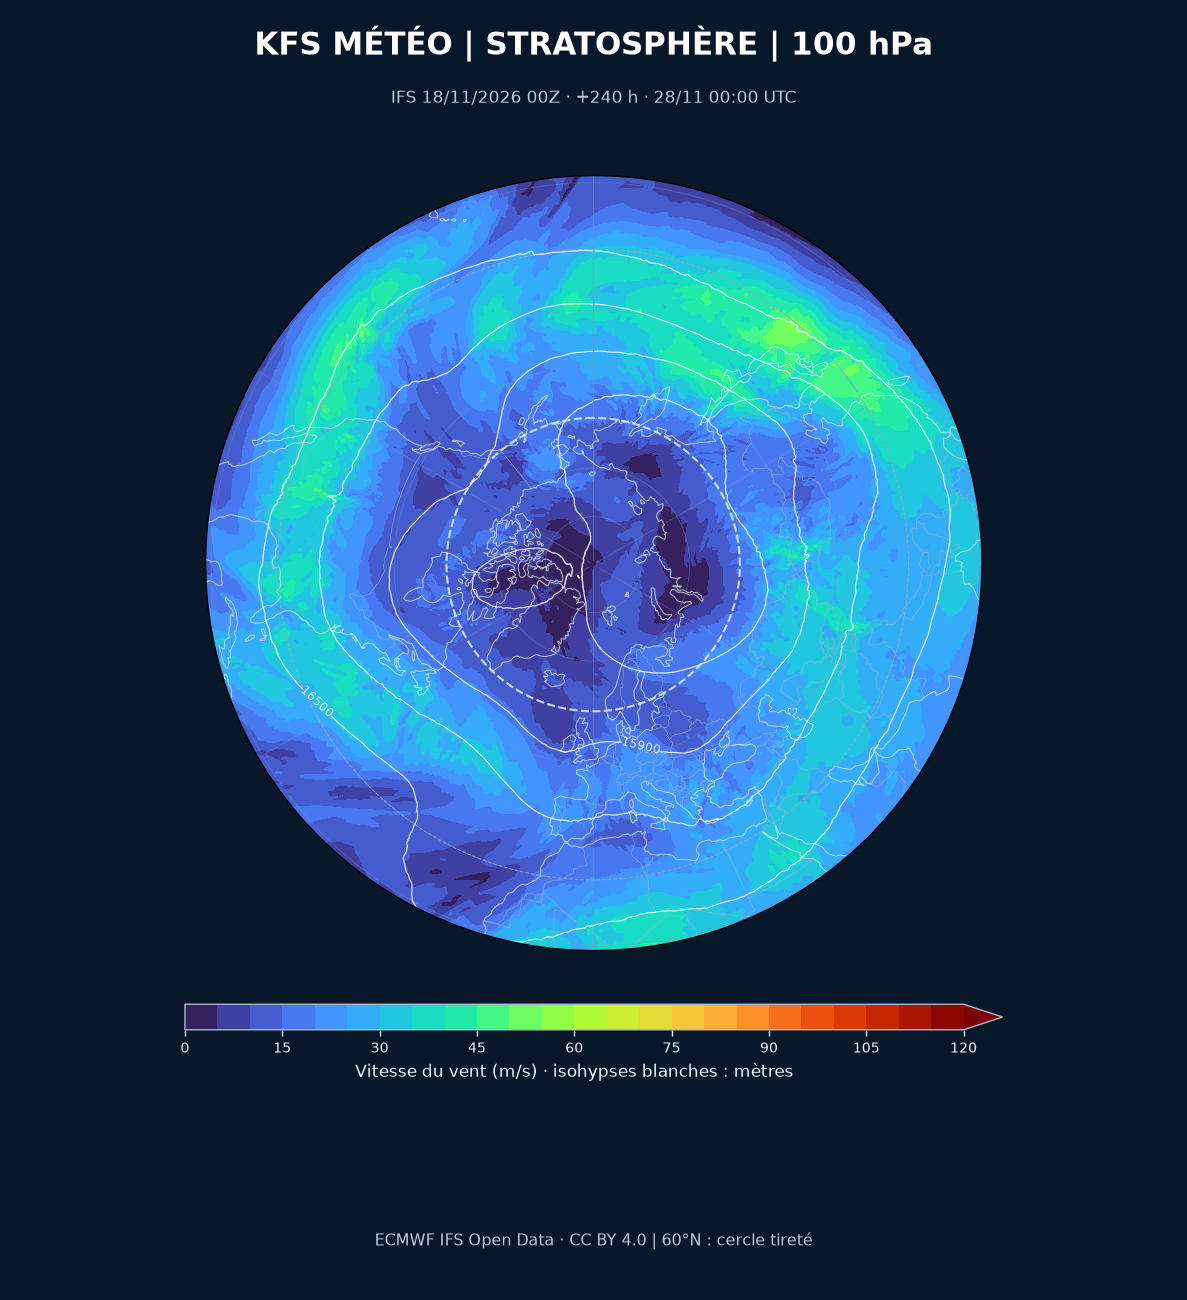 KFS MÉTÉO | STRATOSPHÈRE | 100 hPa
IFS 18/11/2026 00Z · +240 h · 28/11 00:00 UTC
16500
15900
0 15 30 45 60 75 90 105 120
Vitesse du vent (m/s) · isohypses blanches : mètres
ECMWF IFS Open Data · CC BY 4.0 | 60°N : cercle tireté